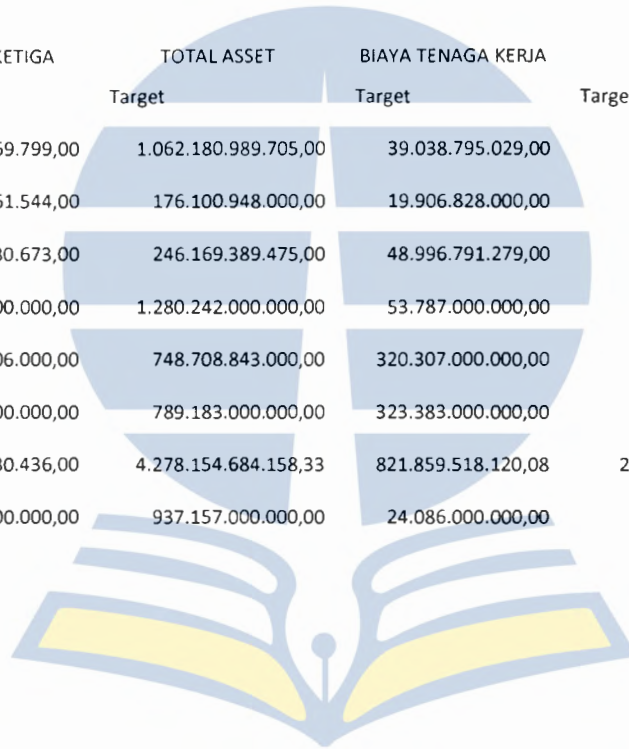 KETIGA TOTAL ASSET BIAYA TENAGA KERJA
Target Target Targe
59.799,00 1.062.180.989.705,00 39.038.795.029,00
51.544,00 176.100.948.000,00 19.906.828.000,00
30.673,00 246.169.389.475,00 48.996.791.279,00
00.000,00 1.280.242.000.000,00 53.787.000.000,00
06.000,00 748.708.843.000,00 320.307.000.000,00
00.000,00 789.183.000.000,00 323.383.000.000,00
30.436,00 4.278.154.684.158,33 821.859.518.120,08 2
00.000,00 937.157.000.000,00 24.086.000.000,00